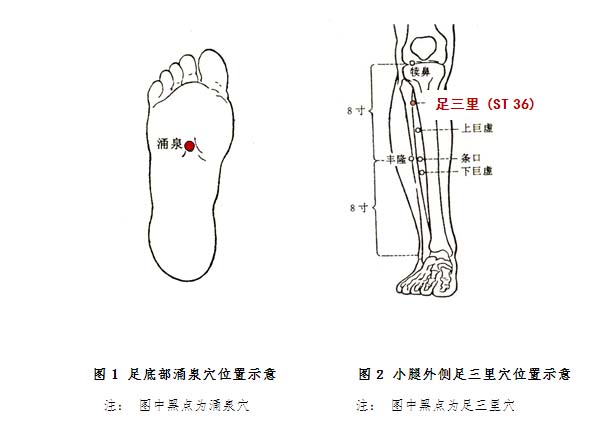 涌泉
犊鼻
8寸
足三里 (ST 36)
上巨虚
丰隆
条口
下巨虚
8寸
图1 足底部涌泉穴位置示意
图2 小腿外侧足三里穴位置示意
注： 图中黑点为涌泉穴
注： 图中黑点为足三里穴